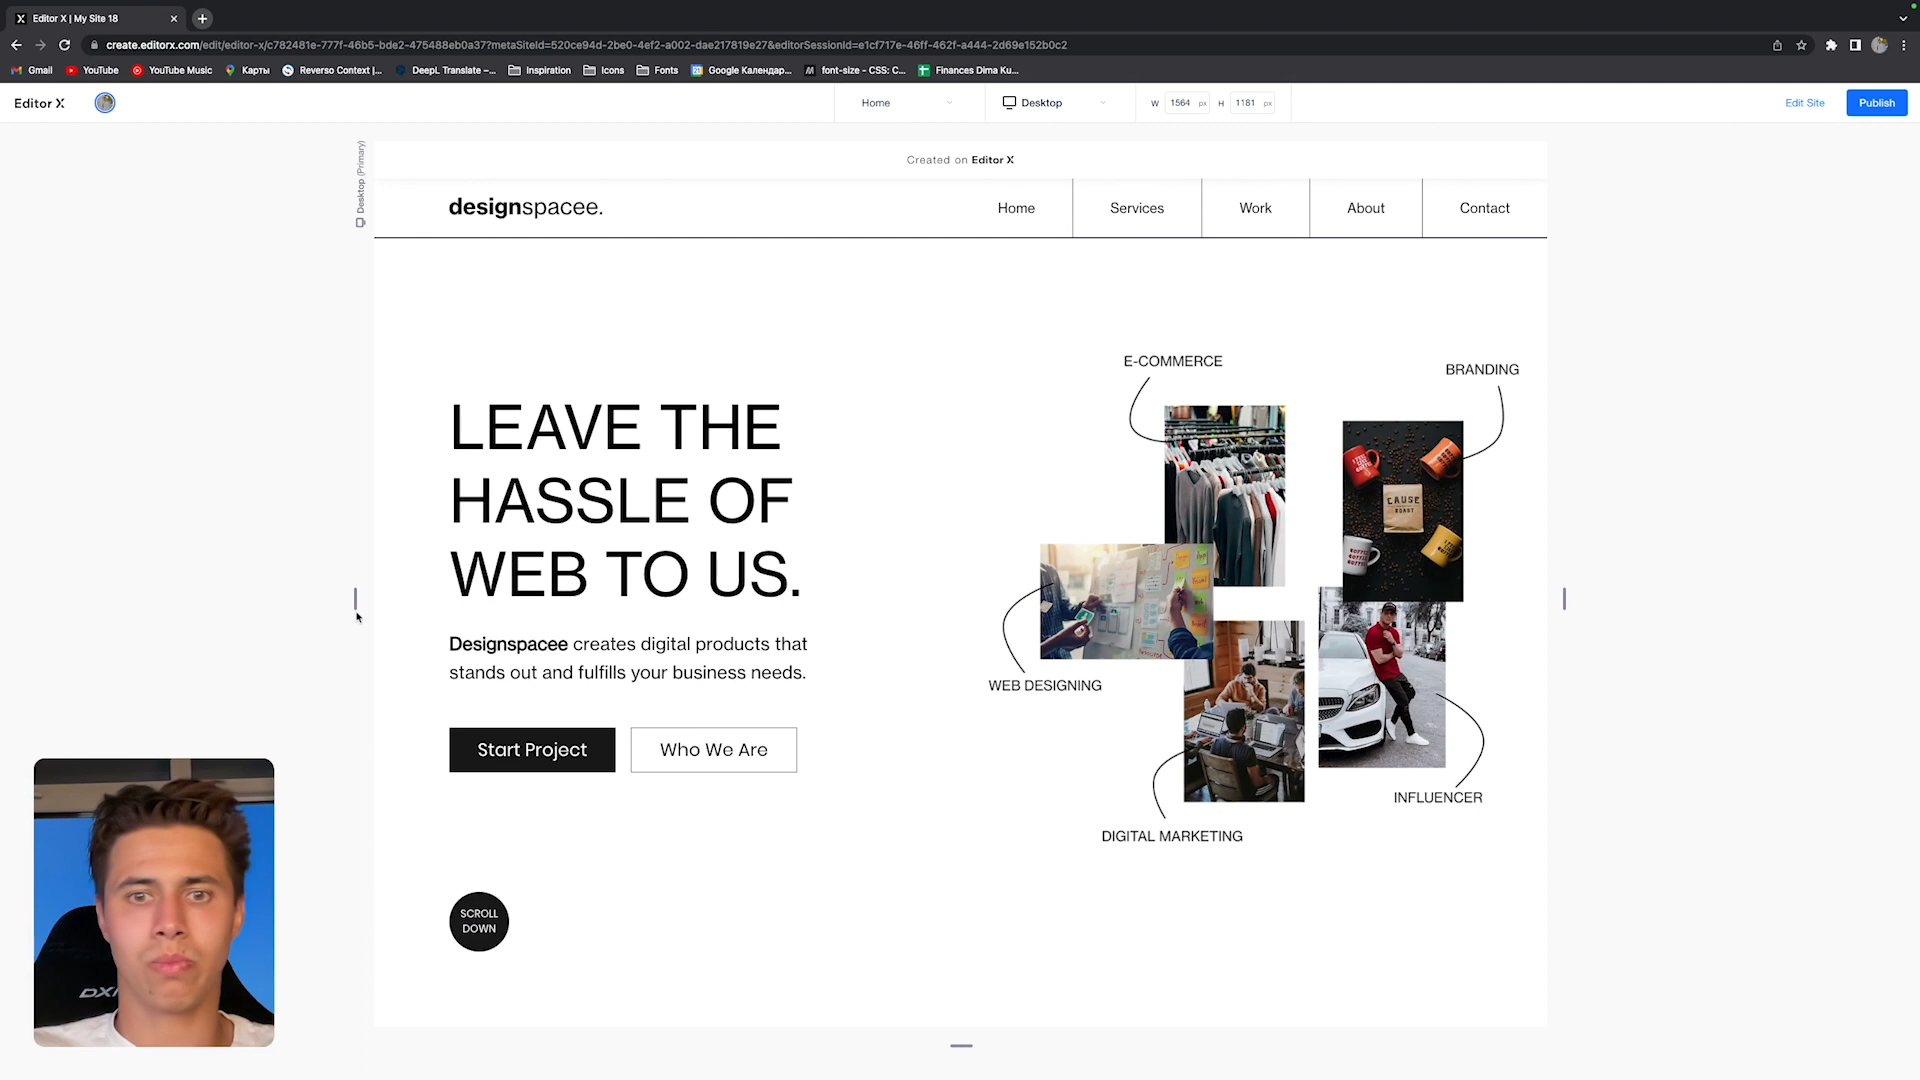 Editor X | My Site 18
create.editorx.com/edit/editor-x/c782481e-777f-46b5-bde2-475488eb0a37?metaSiteId=520ce94d-2be0-4ef2-a002-dae217819e27&editorSessionId=e1cf717e-46ff-462f-a444-2d69e152b0c2
Gmail YouTube YouTube Music Карты Reverso Context |... DeepL Translate –... Inspiration Icons Fonts Google Календар... font-size - CSS: C... Finances Dima Ku...
Editor X Home Desktop W 1564 px H 1181 px Edit Site Publish
Desktop (Primary)
Created on Editor X
designspacee. Home Services Work About Contact
E-COMMERCE
BRANDING
LEAVE THE
HASSLE OF
WEB TO US.
CAUSE
ROAST
Designspacee creates digital products that
stands out and fulfills your business needs.
WEB DESIGNING
Start Project Who We Are
INFLUENCER
DIGITAL MARKETING
SCROLL
DOWN